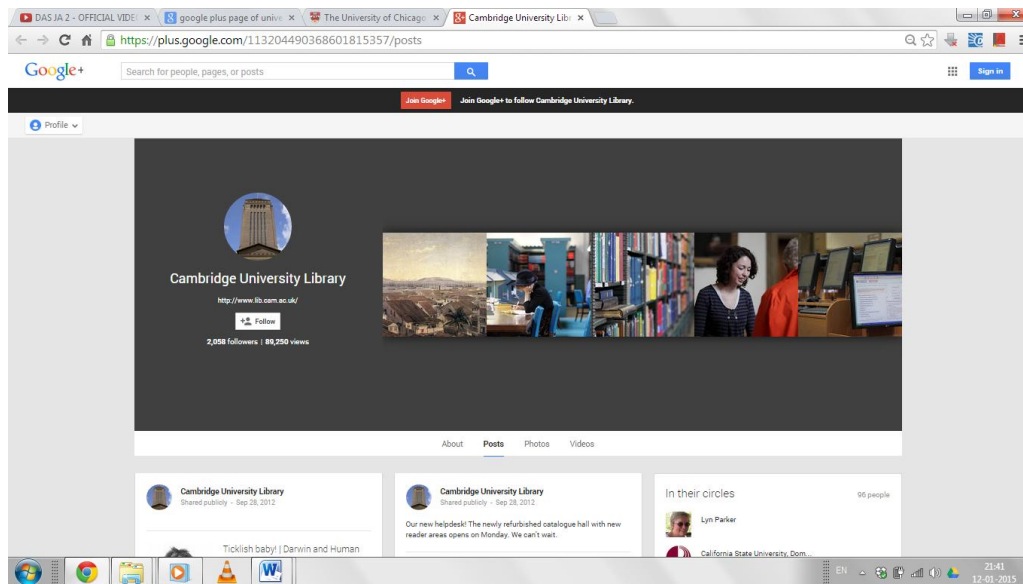 DAS JA 2 - OFFICIAL VIDE
google plus page of unive
The University of Chicago
Cambridge University Libr
https://plus.google.com/113204490368601815357/posts
Google+
Search for people, pages, or posts
Sign in
Join Google+
Join Google+ to follow Cambridge University Library.
Profile
Cambridge University Library
http://www.lib.cam.ac.uk/
Follow
2,058 followers | 89,250 views
About Posts Photos Videos
Cambridge University Library
Shared publicly - Sep 28, 2012
Ticklish baby! | Darwin and Human
Cambridge University Library
Shared publicly - Sep 28, 2012
Our new helpdesk! The newly refurbished catalogue hall with new
reader areas opens on Monday. We can't wait.
In their circles
96 people
Lyn Parker
California State University, Dom...
EN
21:41
12-01-2015